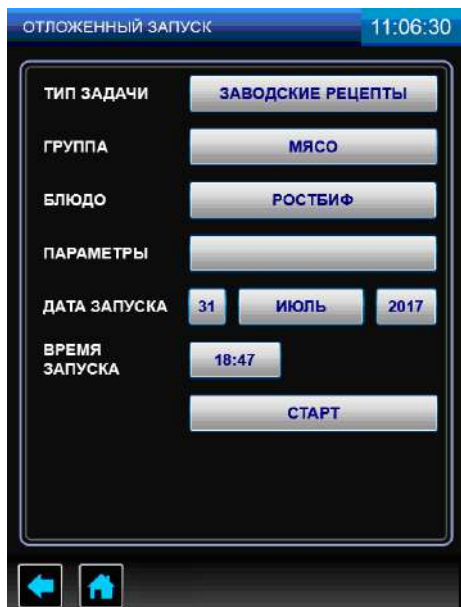 ОТЛОЖЕННЫЙ ЗАПУСК 11:06:30
ТИП ЗАДАЧИ ЗАВОДСКИЕ РЕЦЕПТЫ
ГРУППА МЯСО
БЛЮДО РОСТБИФ
ПАРАМЕТРЫ
ДАТА ЗАПУСКА 31 ИЮЛЬ 2017
ВРЕМЯ
ЗАПУСКА 18:47
СТАРТ